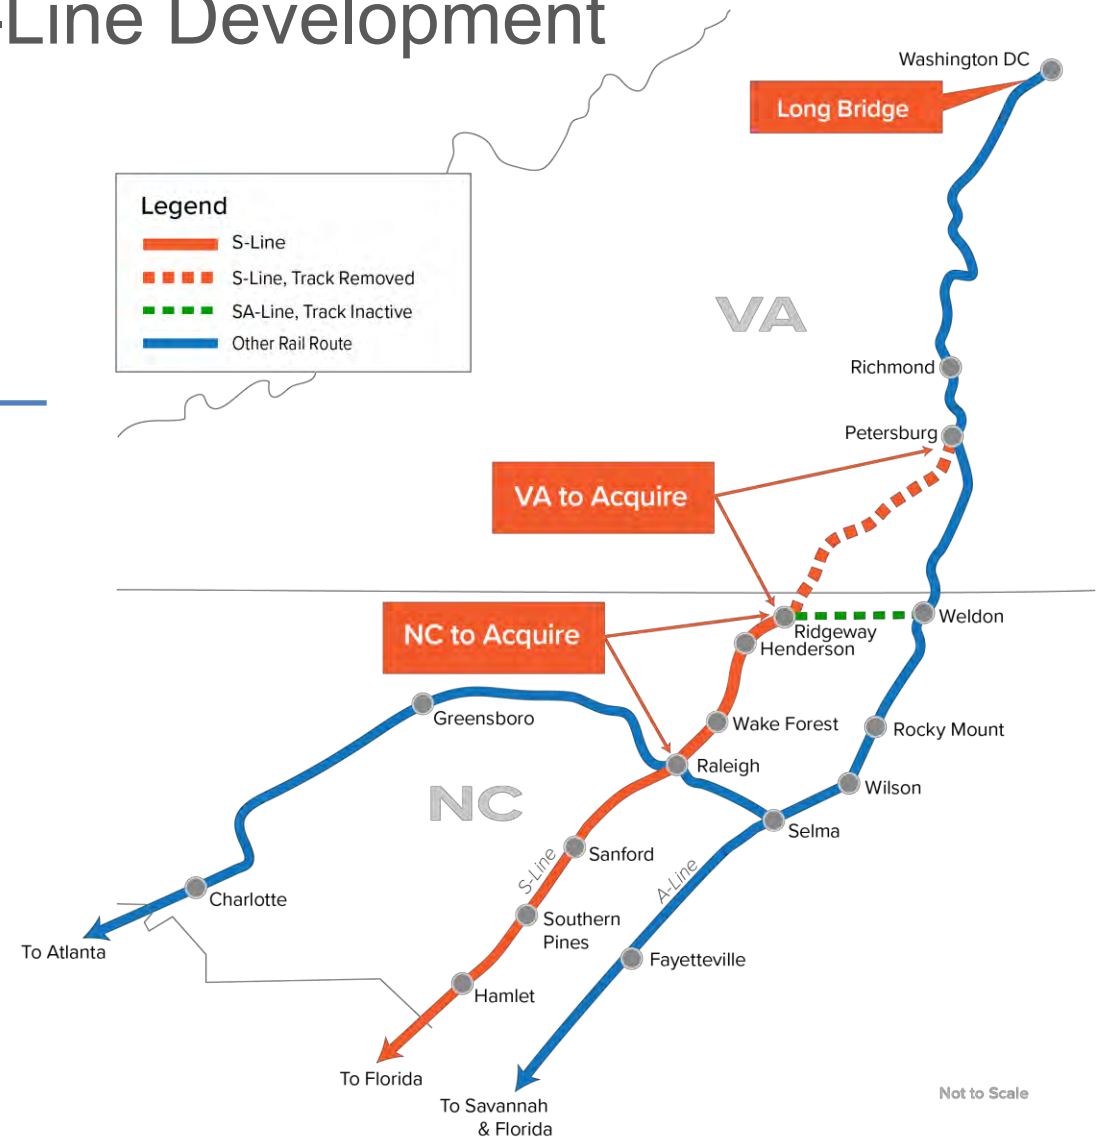 -Line Development
Washington DC
Long Bridge
Legend
S-Line
S-Line, Track Removed
SA-Line, Track Inactive
Other Rail Route
VA
Richmond
Petersburg
VA to Acquire
NC to Acquire
Ridgeway
Weldon
Henderson
Greensboro
Wake Forest
Rocky Mount
Raleigh
NC
Wilson
Selma
Sanford
S-Line
A-Line
Charlotte
Southern
Pines
To Atlanta
Fayetteville
Hamlet
To Florida
Not to Scale
To Savannah
& Florida